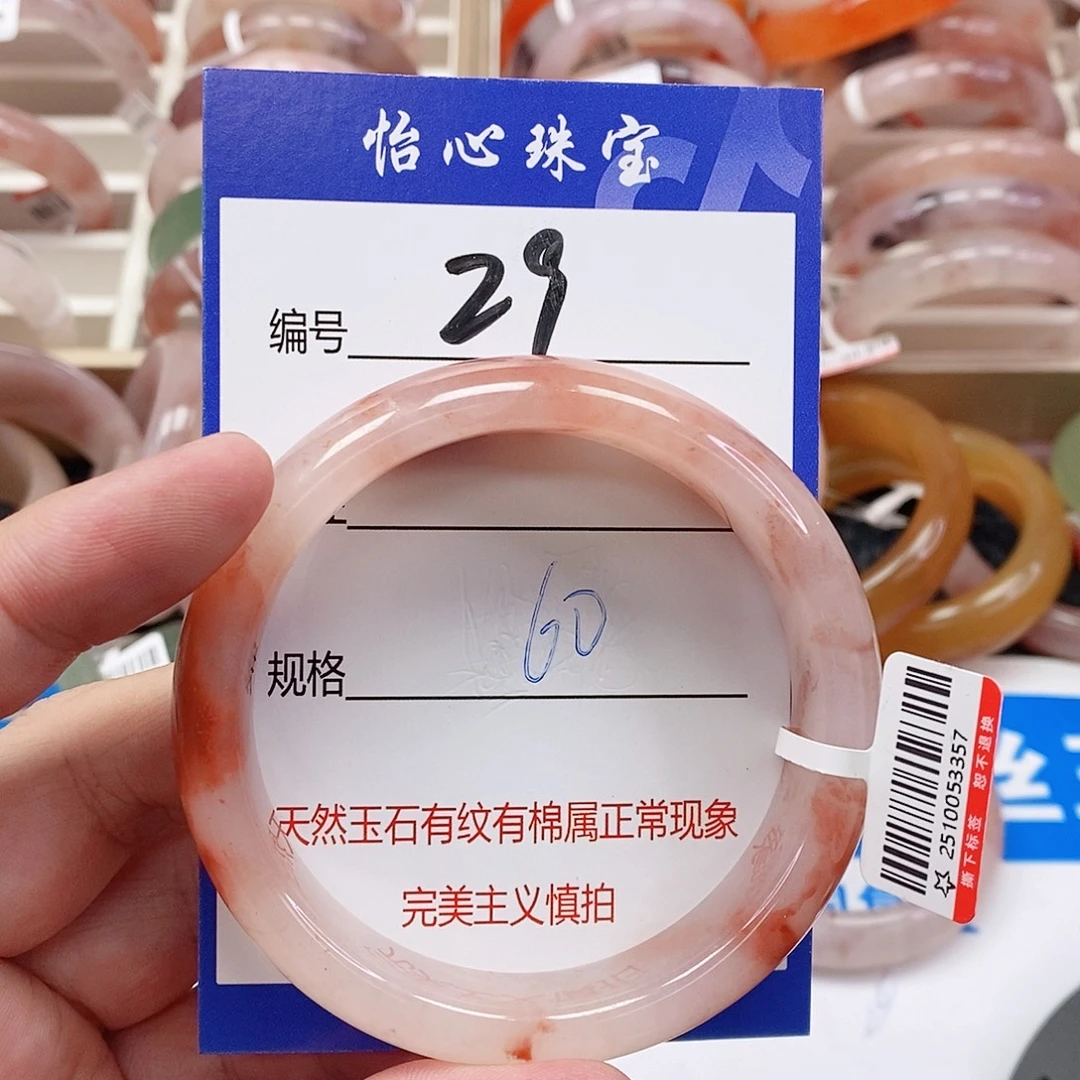 怡心珠宝
编号 29
规格 60
天然玉石有纹有棉属正常现象
完美主义慎拍
2510053357
撕下标签 恕不退换